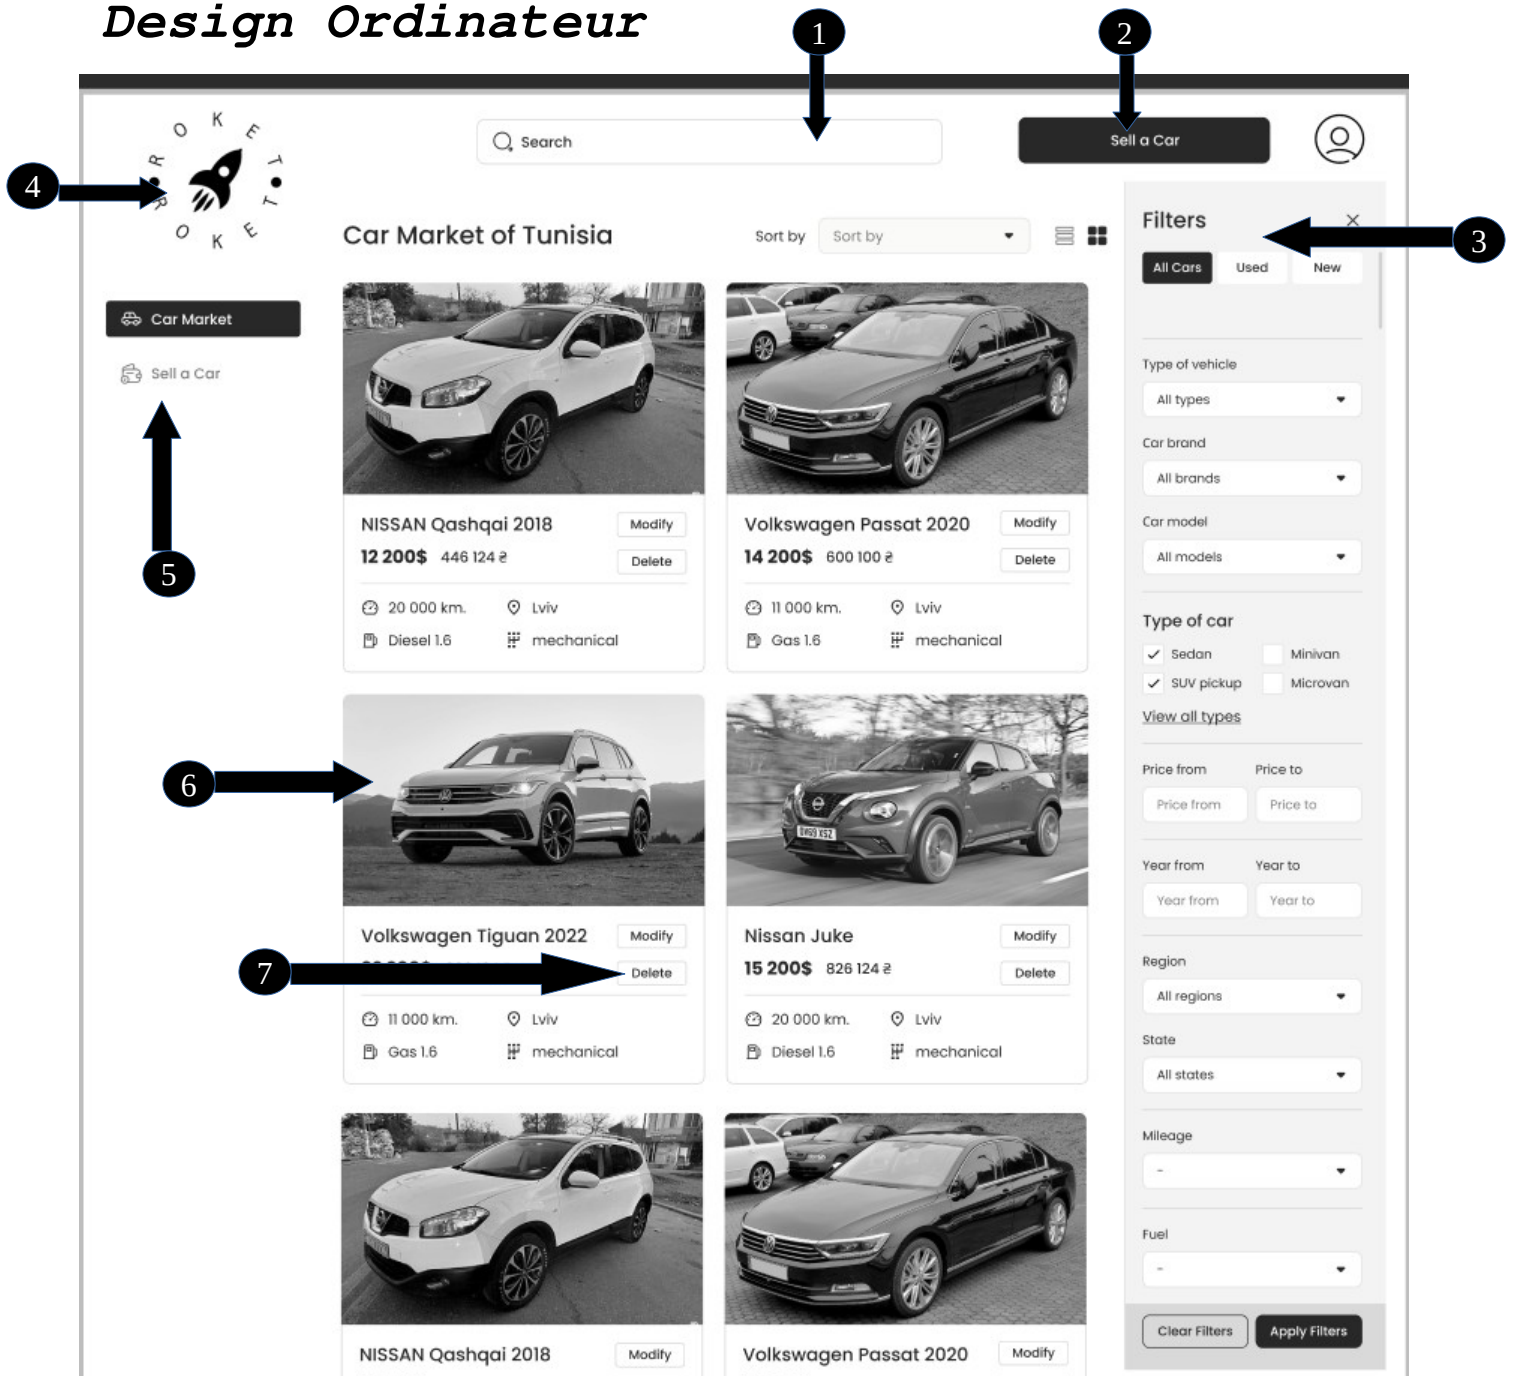 Design Ordinateur
1
2
ROKET ROKET
Search
Sell a Car
4
3
Car Market of Tunisia
Sort by
Sort by
Filters
All Cars Used New
Car Market
Sell a Car
5
NISSAN Qashqai 2018
Modify
12 200$ 446 124 ₴
Delete
20 000 km. Lviv
Diesel 1.6 mechanical
Volkswagen Passat 2020
Modify
14 200$ 600 100 ₴
Delete
11 000 km. Lviv
Gas 1.6 mechanical
6
Volkswagen Tiguan 2022
Modify
7
Delete
11 000 km. Lviv
Gas 1.6 mechanical
Nissan Juke
Modify
15 200$ 826 124 ₴
Delete
20 000 km. Lviv
Diesel 1.6 mechanical
NISSAN Qashqai 2018
Modify
Volkswagen Passat 2020
Modify
Type of vehicle
All types
Car brand
All brands
Car model
All models
Type of car
Sedan Minivan
SUV pickup Microvan
View all types
Price from Price to
Price from Price to
Year from Year to
Year from Year to
Region
All regions
State
All states
Mileage
-
Fuel
-
Clear Filters Apply Filters